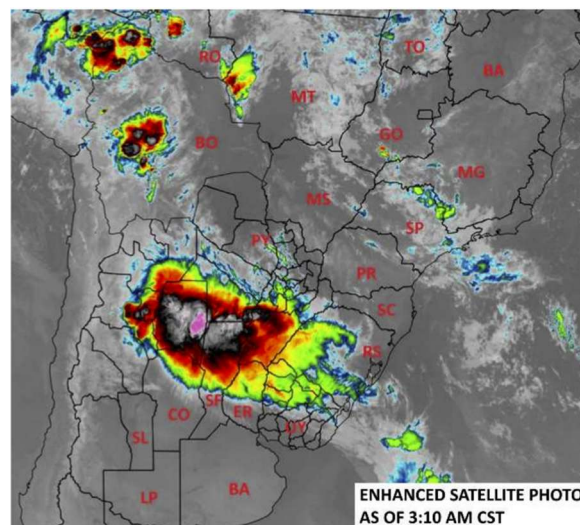 RO
TO
BA
MT
GO
BO
MG
MS
SP
PY
PR
SC
RS
CO
SF
ER
UY
SL
LP
BA
ENHANCED SATELLITE PHOTO
AS OF 3:10 AM CST